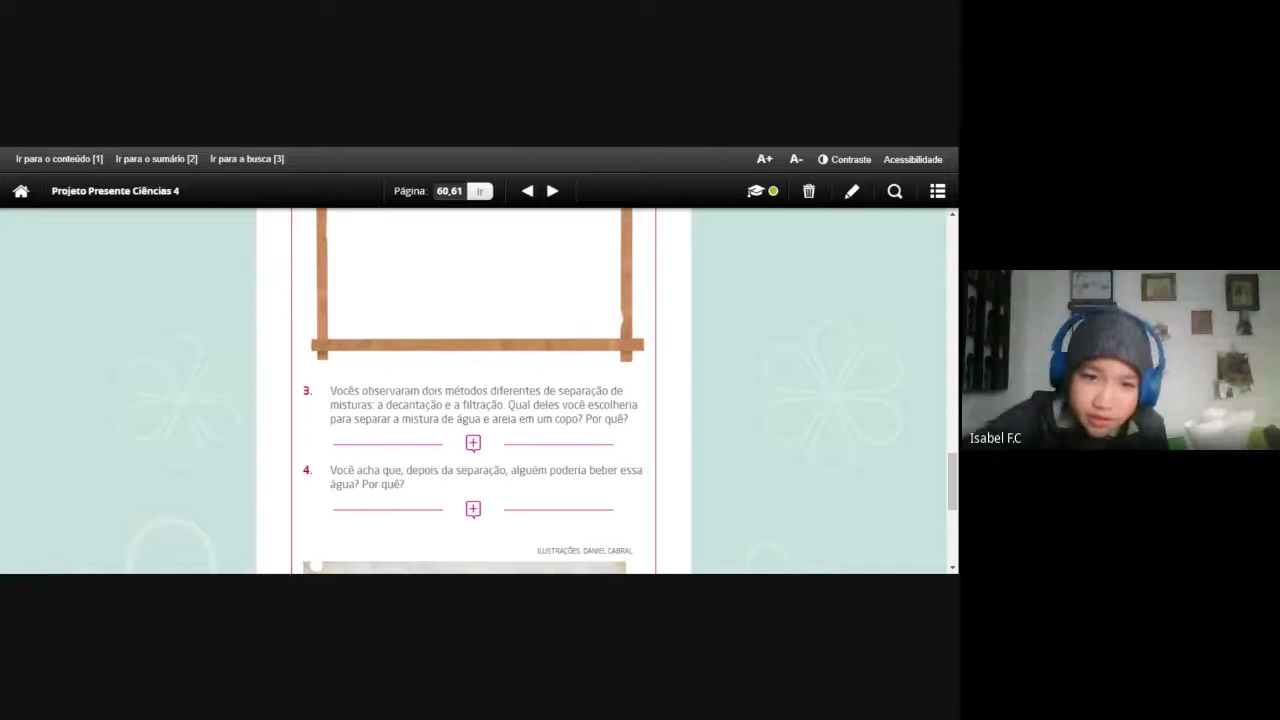 Ir para o conteúdo [1] Ir para o sumário [2] Ir para a busca [3] A+ A- Contraste Acessibilidade
Projeto Presente Ciências 4 Página: 60,61 Ir
3. Vocês observaram dois métodos diferentes de separação de
misturas: a decantação e a filtração. Qual deles você escolheria
para separar a mistura de água e areia em um copo? Por quê?
4. Você acha que, depois da separação, alguém poderia beber essa
água? Por quê?
ILUSTRAÇÕES: DANIEL CABRAL
Isabel F.C